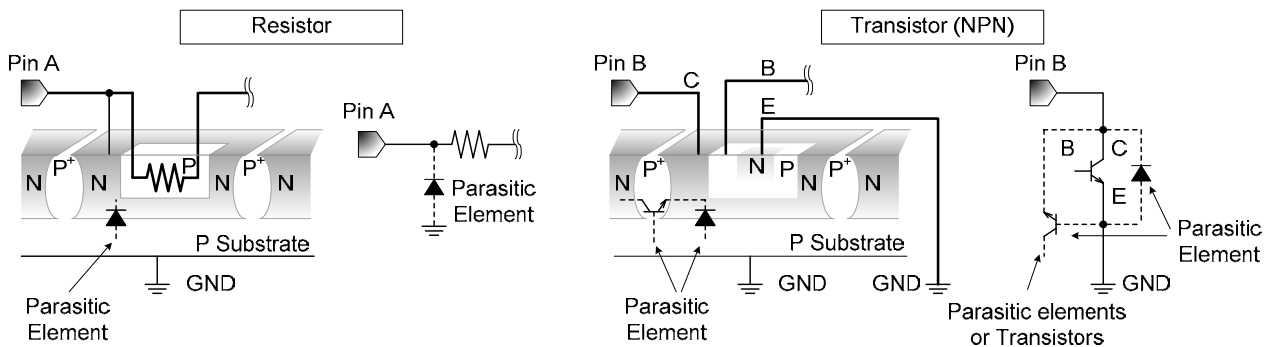 Resistor
Transistor (NPN)
Pin A
Pin B
C
B
E
Pin B
Pin A
N
P+
N
P
N
P+
N
Parasitic
Element
P Substrate
GND
Parasitic
Element
N
P+
N
N
P
N
P+
N
P Substrate
GND
GND
Parasitic
Element
B
C
E
Parasitic
Element
GND
Parasitic elements
or Transistors